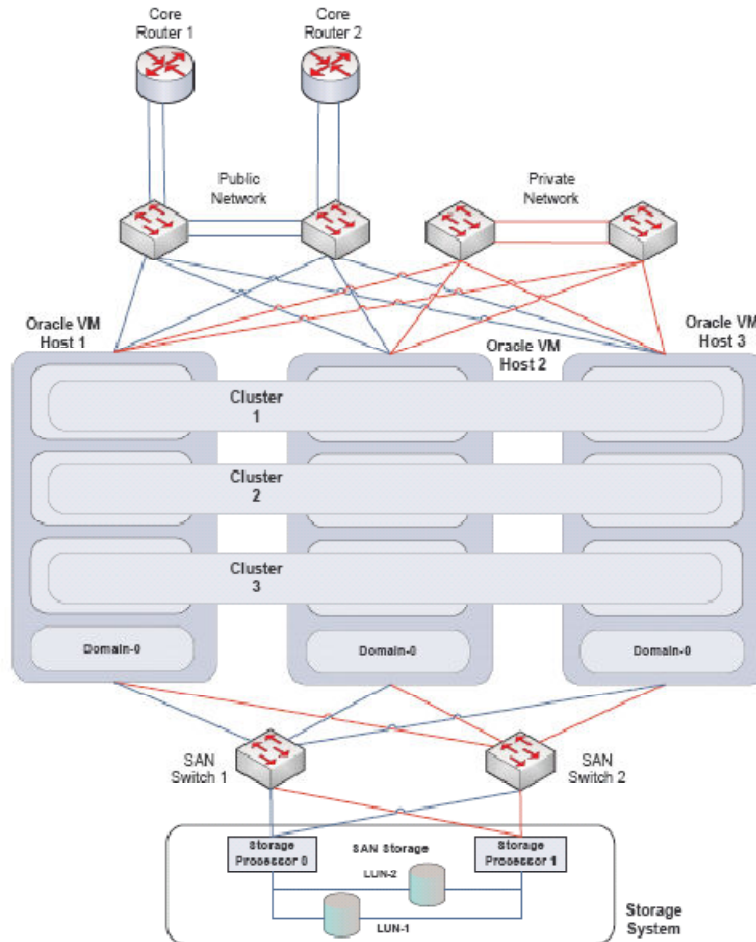 Core
Router 1
Core
Router 2
Public
Network
Private
Network
Oracle VM
Host 1
Oracle VM
Host 2
Oracle VM
Host 3
Cluster
1
Cluster
2
Cluster
3
Domain-0
Domain-0
Domain-0
SAN
Switch 1
SAN
Switch 2
Storage
Processor 0
SAN Storage
Storage
Processor 1
LUN-2
LUN-1
Storage
System